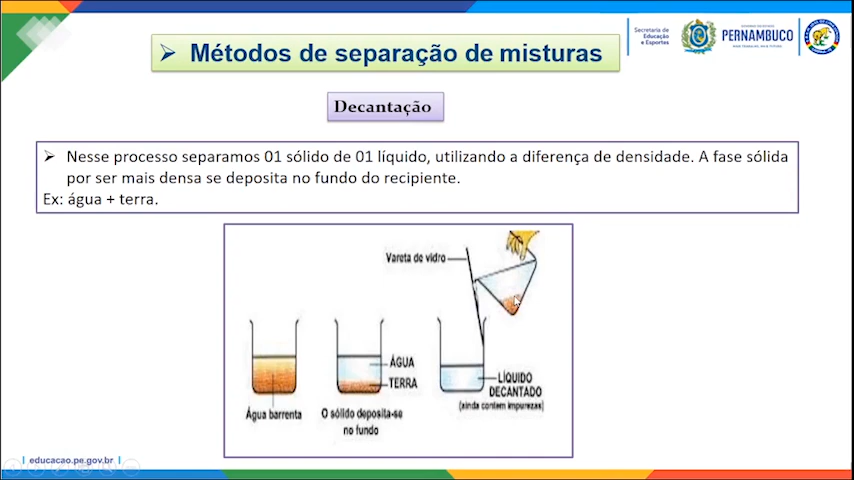 Métodos de separação de misturas
Secretaria de
Educação
e Esportes
PERNAMBUCO
Decantação
Nesse processo separamos 01 sólido de 01 líquido, utilizando a diferença de densidade. A fase sólida
por ser mais densa se deposita no fundo do recipiente.
Ex: água + terra.
Vareta de vidro
ÁGUA
TERRA
LÍQUIDO
DECANTADO
(ainda contem impurezas)
Água barrenta
O sólido deposita-se
no fundo
educacao.pe.gov.br